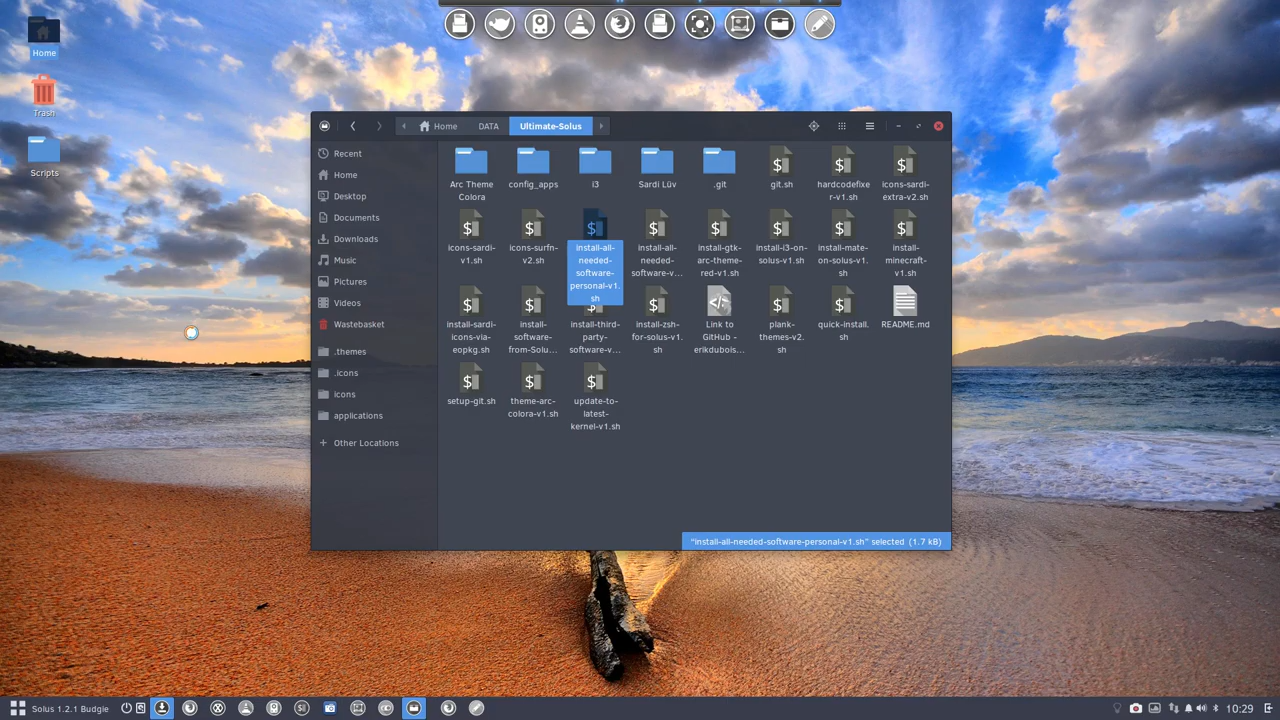 Home
Trash
Scripts
Home
DATA
Ultimate-Solus
Recent
Home
Desktop
Documents
Downloads
Music
Pictures
Videos
Wastebasket
.themes
.icons
icons
applications
+ Other Locations
Arc Theme
Colora
config_apps
i3
Sardi Lüv
.git
git.sh
hardcodefixe
r-v1.sh
icons-sardi-
extra-v2.sh
icons-sardi-
v1.sh
icons-surfn-
v2.sh
install-all-
needed-
software-
personal-v1.
sh
install-all-
needed-
software-v...
install-gtk-
arc-theme-
red-v1.sh
install-i3-on-
solus-v1.sh
install-mate-
on-solus-v1.
sh
install-
minecraft-
v1.sh
install-sardi-
icons-via-
eopkg.sh
install-
software-
from-Solu...
install-third-
party-
software-v...
install-zsh-
for-solus-v1.
sh
Link to
GitHub -
erikdubois...
plank-
themes-v2.
sh
quick-install.
sh
README.md
setup-git.sh
theme-arc-
colora-v1.sh
update-to-
latest-
kernel-v1.sh
"install-all-needed-software-personal-v1.sh" selected (1.7 kB)
Solus 1.2.1 Budgie
10:29